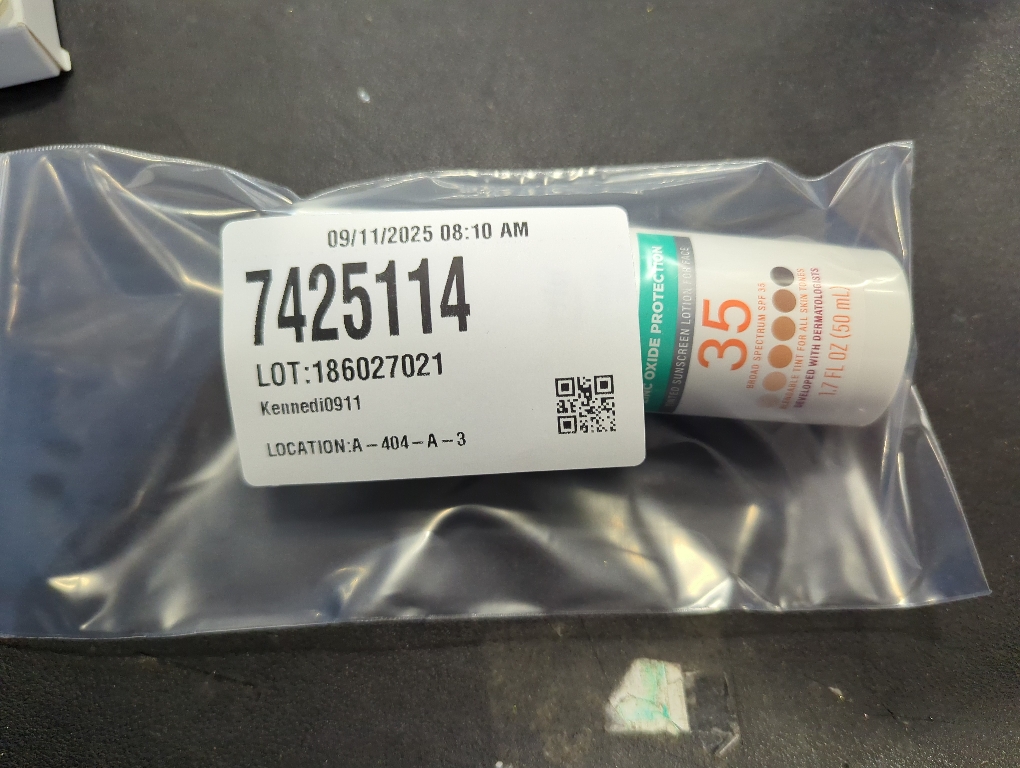 09/11/2025 08:10 AM
7425114
LOT:186027021
Kennedi0911
LOCATION:A-404-A-3
OXIDE PROTECTION
SUNSCREEN LOTION FOR FACE
35
BROAD SPECTRUM SPF 35
TINT FOR ALL SKIN TONES
DEVELOPED WITH DERMATOLOGISTS
1.7 FL OZ (50 mL)